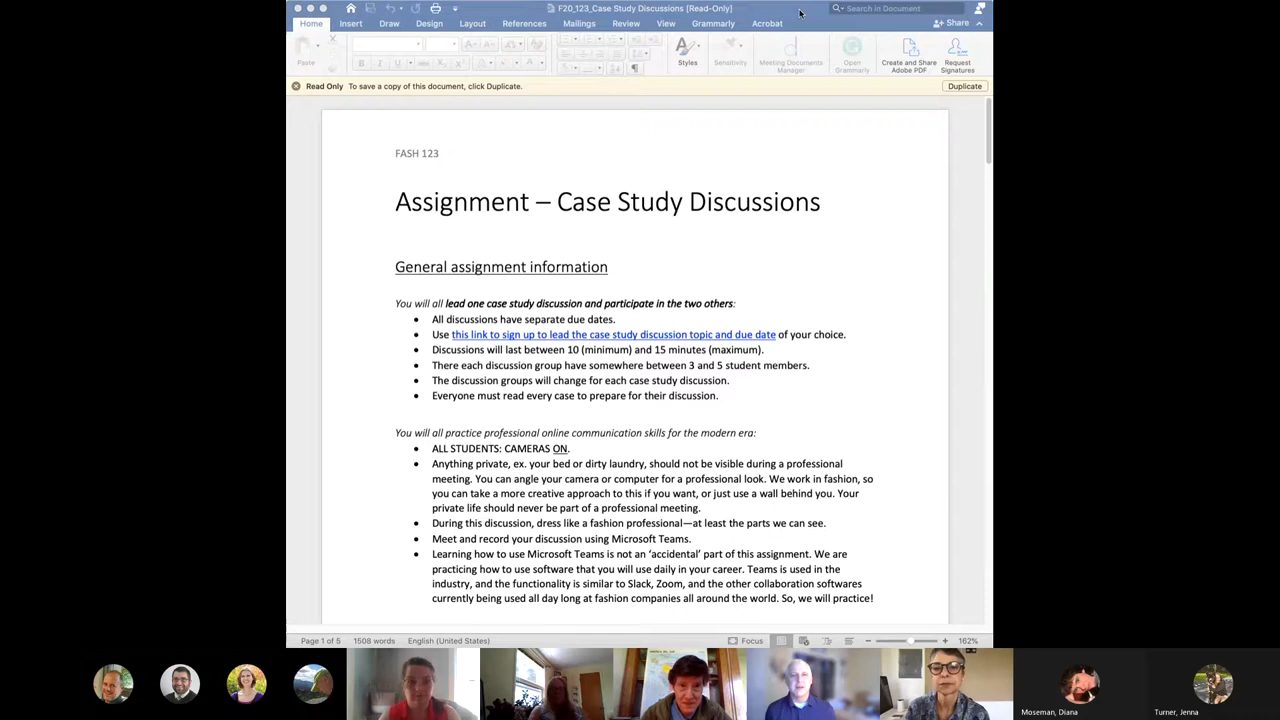 F20_123_Case Study Discussions [Read-Only]
Search in Document
Home Insert Draw Design Layout References Mailings Review View Grammarly Acrobat
Share
Paste
Styles
Sensitivity
Meeting Documents Manager
Open Grammarly
Create and Share Adobe PDF
Request Signatures
Read Only To save a copy of this document, click Duplicate.
Duplicate
FASH 123
Assignment – Case Study Discussions
General assignment information
You will all lead one case study discussion and participate in the two others:
• All discussions have separate due dates.
• Use this link to sign up to lead the case study discussion topic and due date of your choice.
• Discussions will last between 10 (minimum) and 15 minutes (maximum).
• There each discussion group have somewhere between 3 and 5 student members.
• The discussion groups will change for each case study discussion.
• Everyone must read every case to prepare for their discussion.
You will all practice professional online communication skills for the modern era:
• ALL STUDENTS: CAMERAS ON.
• Anything private, ex. your bed or dirty laundry, should not be visible during a professional
meeting. You can angle your camera or computer for a professional look. We work in fashion, so
you can take a more creative approach to this if you want, or just use a wall behind you. Your
private life should never be part of a professional meeting.
• During this discussion, dress like a fashion professional—at least the parts we can see.
• Meet and record your discussion using Microsoft Teams.
• Learning how to use Microsoft Teams is not an ‘accidental’ part of this assignment. We are
practicing how to use software that you will use daily in your career. Teams is used in the
industry, and the functionality is similar to Slack, Zoom, and the other collaboration softwares
currently being used all day long at fashion companies all around the world. So, we will practice!
Page 1 of 5 1508 words English (United States)
Focus
162%
Moseman, Diana
Turner, Jenna